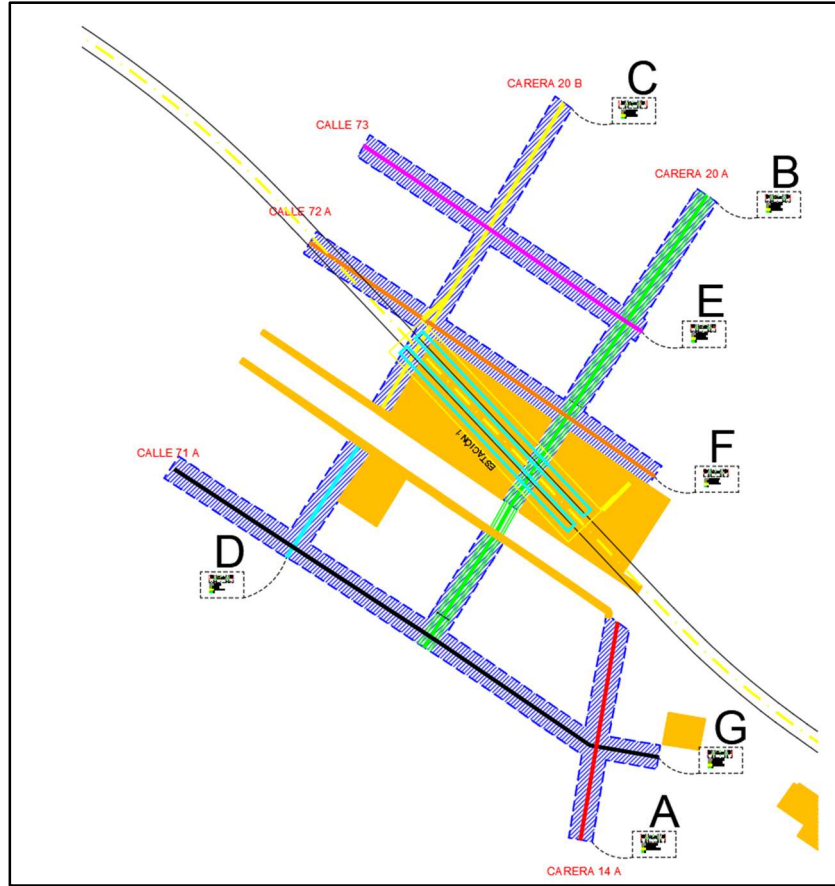 C
CARERA 20 B
CALLE 73
B
CARERA 20 A
CALLE 72 A
E
ESTACIÓN 1
F
CALLE 71 A
D
G
A
CARERA 14 A